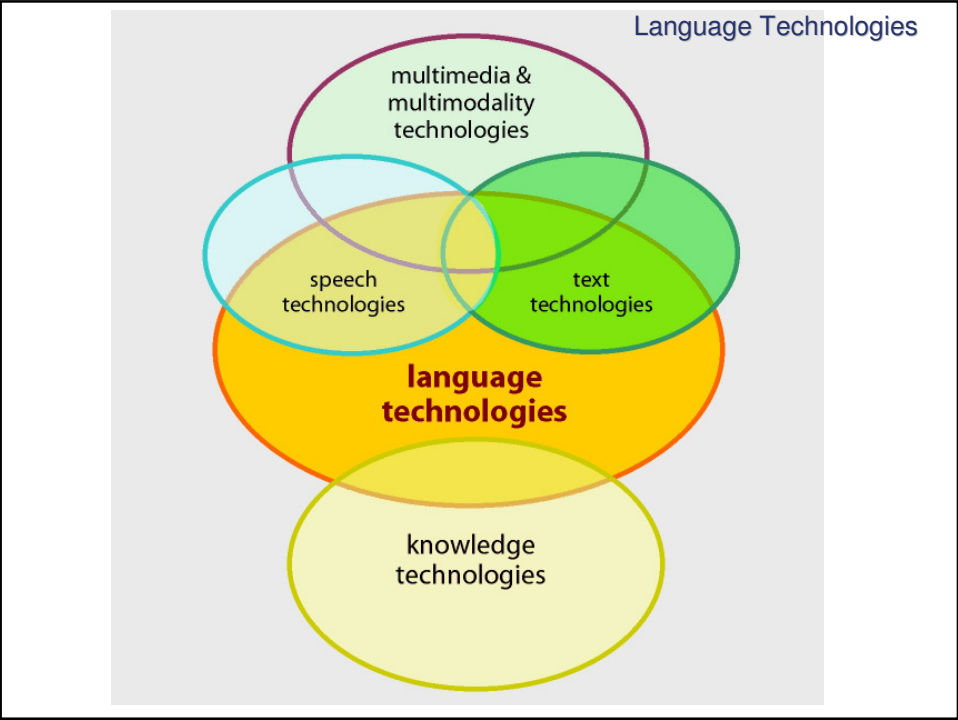 Language Technologies
multimedia &
multimodality
technologies
speech
technologies
text
technologies
language
technologies
knowledge
technologies